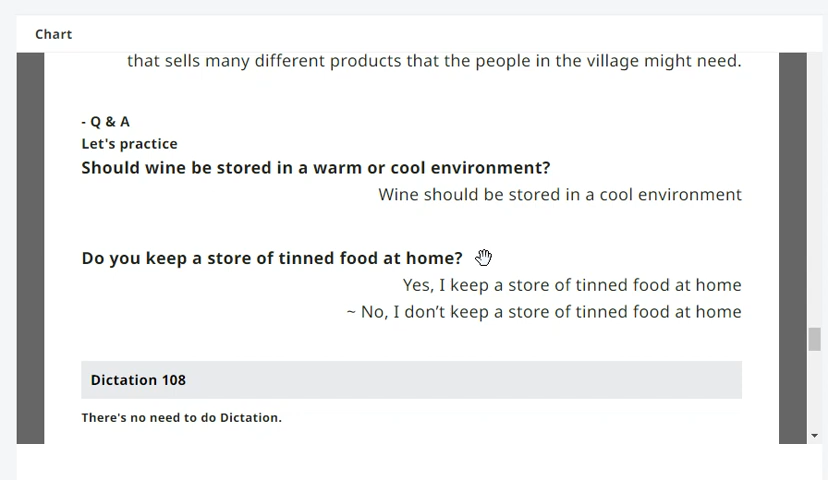 Chart
that sells many different products that the people in the village might need.
- Q & A
Let's practice
Should wine be stored in a warm or cool environment?
Wine should be stored in a cool environment
Do you keep a store of tinned food at home?
Yes, I keep a store of tinned food at home
~ No, I don’t keep a store of tinned food at home
Dictation 108
There's no need to do Dictation.